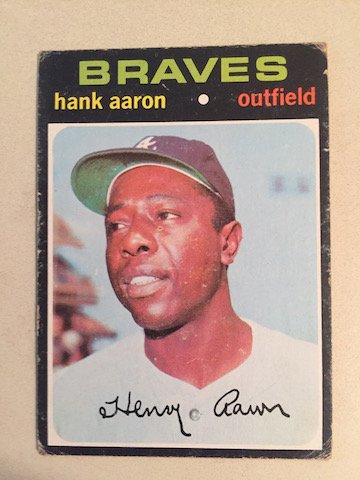 BRAVES
hank aaron • outfield
A
Henry Aaron